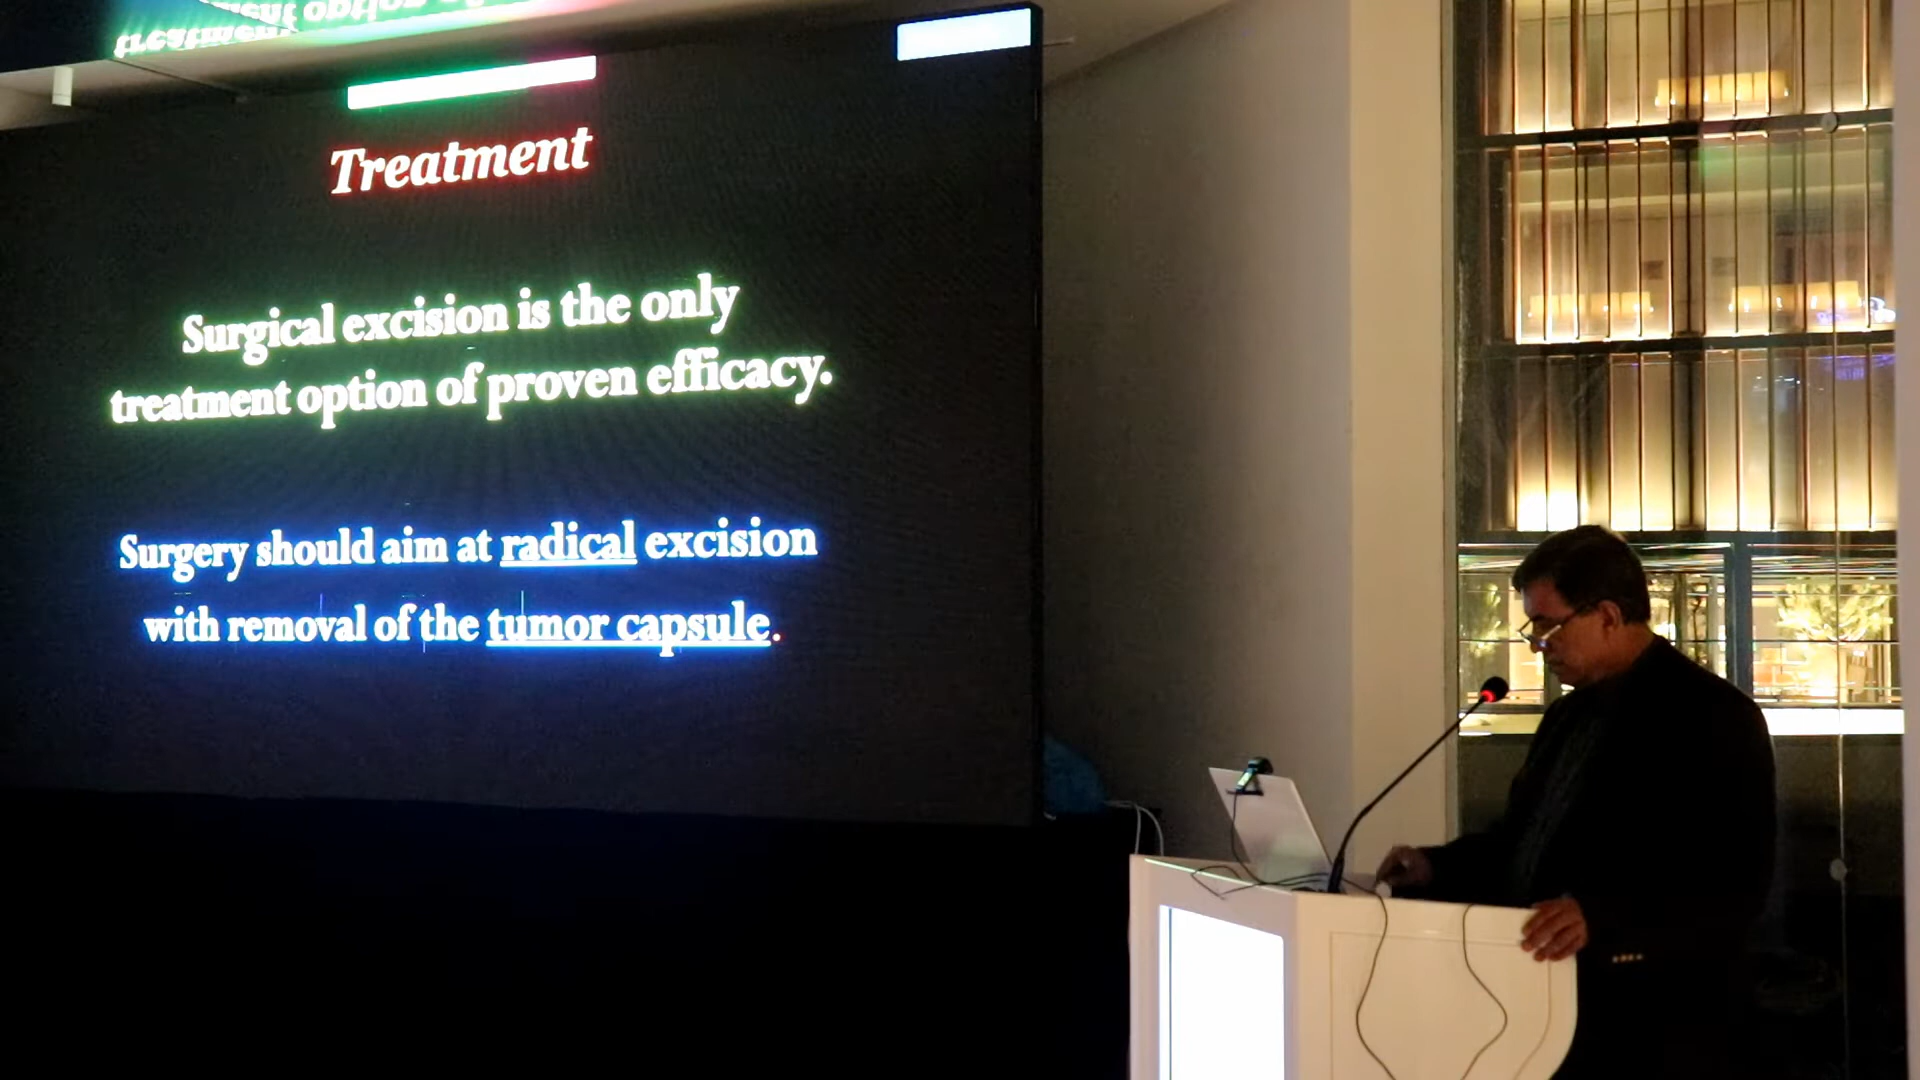 Treatment
Surgical excision is the only
treatment option of proven efficacy.
Surgery should aim at radical excision
with removal of the tumor capsule.